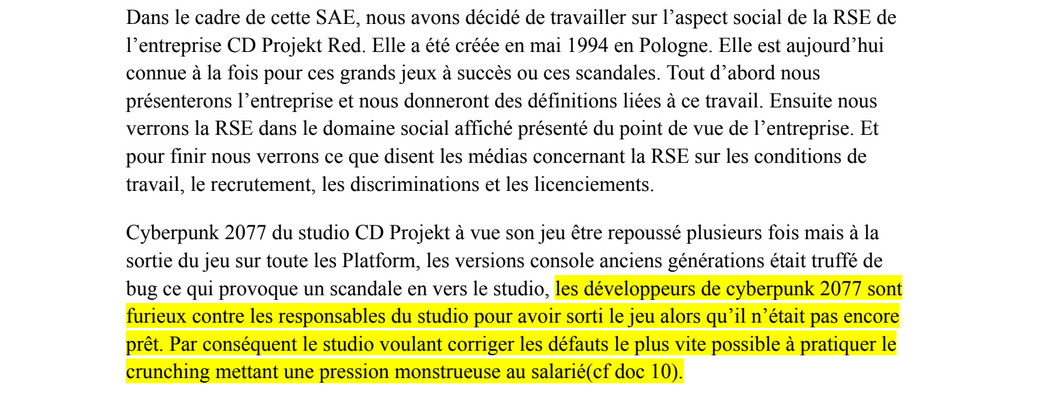 Dans le cadre de cette SAE, nous avons décidé de travailler sur l’aspect social de la RSE de
l’entreprise CD Projekt Red. Elle a été créée en mai 1994 en Pologne. Elle est aujourd’hui
connue à la fois pour ces grands jeux à succès ou ces scandales. Tout d’abord nous
présenterons l’entreprise et nous donneront des définitions liées à ce travail. Ensuite nous
verrons la RSE dans le domaine social affiché présenté du point de vue de l’entreprise. Et
pour finir nous verrons ce que disent les médias concernant la RSE sur les conditions de
travail, le recrutement, les discriminations et les licenciements.
Cyberpunk 2077 du studio CD Projekt à vue son jeu être repoussé plusieurs fois mais à la
sortie du jeu sur toute les Platform, les versions console anciens générations était truffé de
bug ce qui provoque un scandale en vers le studio, les développeurs de cyberpunk 2077 sont
furieux contre les responsables du studio pour avoir sorti le jeu alors qu’il n’était pas encore
prêt. Par conséquent le studio voulant corriger les défauts le plus vite possible à pratiquer le
crunching mettant une pression monstrueuse au salarié(cf doc 10).